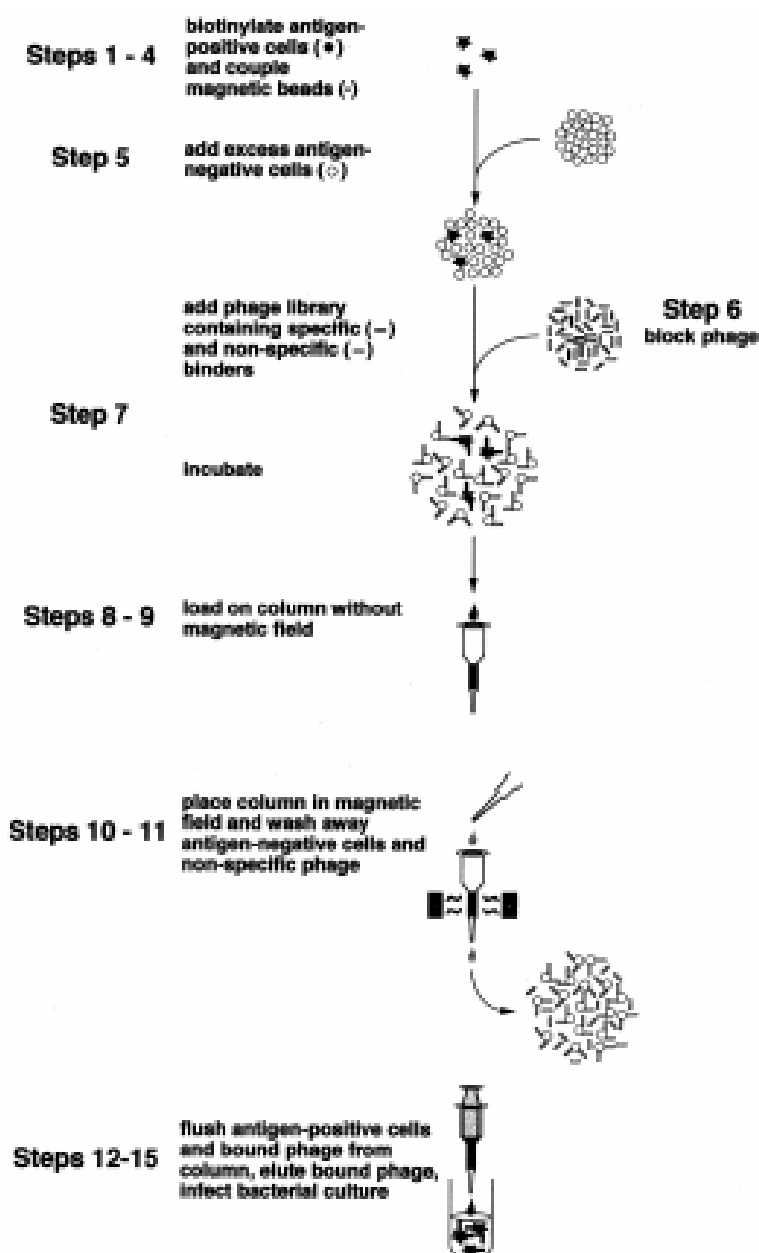 Steps 1 - 4
biotinylate antigen-
positive cells (●)
and couple
magnetic beads (-)
Step 5
add excess antigen-
negative cells (○)
add phage library
containing specific (−)
and non-specific (−)
binders
Step 6
block phage
Step 7
incubate
Steps 8 - 9
load on column without
magnetic field
Steps 10 - 11
place column in magnetic
field and wash away
antigen-negative cells and
non-specific phage
Steps 12-15
flush antigen-positive cells
and bound phage from
column, elute bound phage,
infect bacterial culture